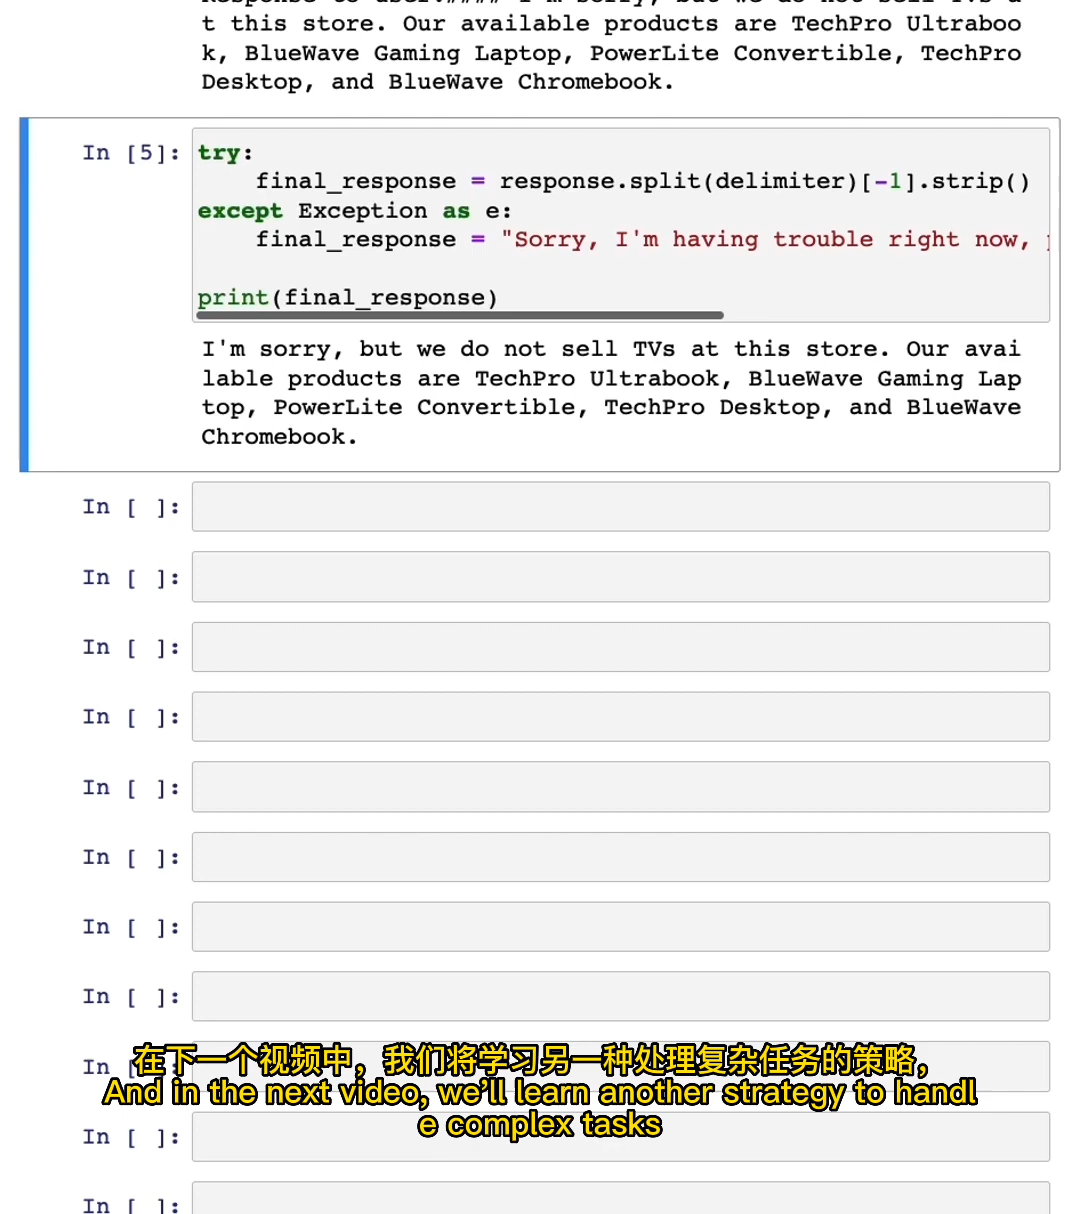 t this store. Our available products are TechPro Ultraboo
k, BlueWave Gaming Laptop, PowerLite Convertible, TechPro
Desktop, and BlueWave Chromebook.
In [5]: try:
    final_response = response.split(delimiter)[-1].strip()
except Exception as e:
    final_response = "Sorry, I'm having trouble right now,
print(final_response)
I'm sorry, but we do not sell TVs at this store. Our avai
lable products are TechPro Ultrabook, BlueWave Gaming Lap
top, PowerLite Convertible, TechPro Desktop, and BlueWave
Chromebook.
In [ ]:
In [ ]:
In [ ]:
In [ ]:
In [ ]:
In [ ]:
In [ ]:
In [ ]:
In [
在下一个视频中，我们将学习另一种处理复杂任务的策略，
And in the next video, we’ll learn another strategy to handl
e complex tasks
In [ ]:
In [ ]: